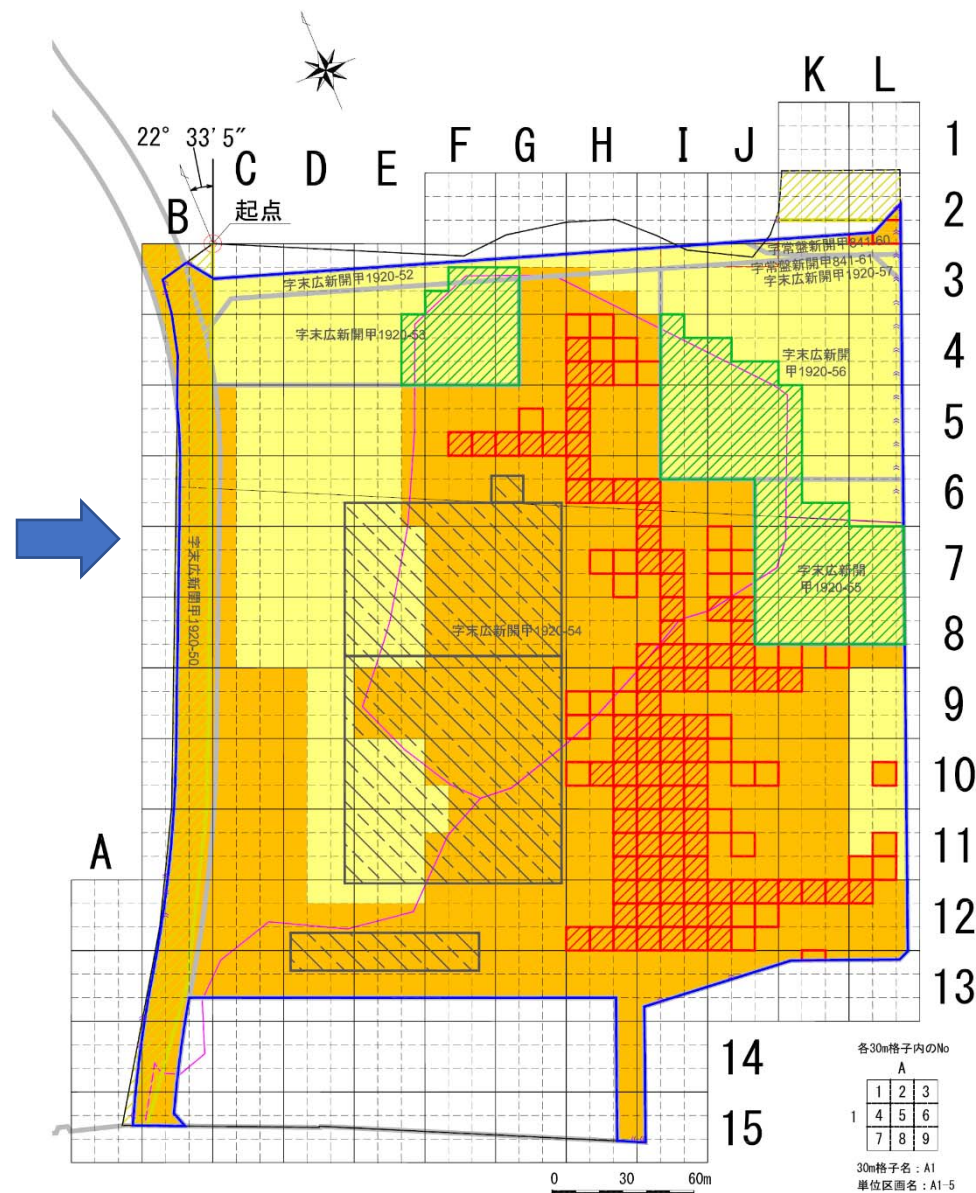 K L
22° 33′ 5″
F G H I J
C D E
B
起点
1
2
字常盤新開甲841-60
字常盤新開甲841-61
字末広新開甲1920-57
字末広新開甲1920-52
3
字末広新開甲1920-53
字末広新開
甲1920-56
4
5
6
字末広新開甲1920-50
字末広新開
甲1920-55
7
字末広新開甲1920-54
8
9
10
A
11
12
13
14
15
各30m格子内のNo
A
1 2 3
1 4 5 6
7 8 9
30m格子名：A1
単位区画名：A1-5
0 30 60m